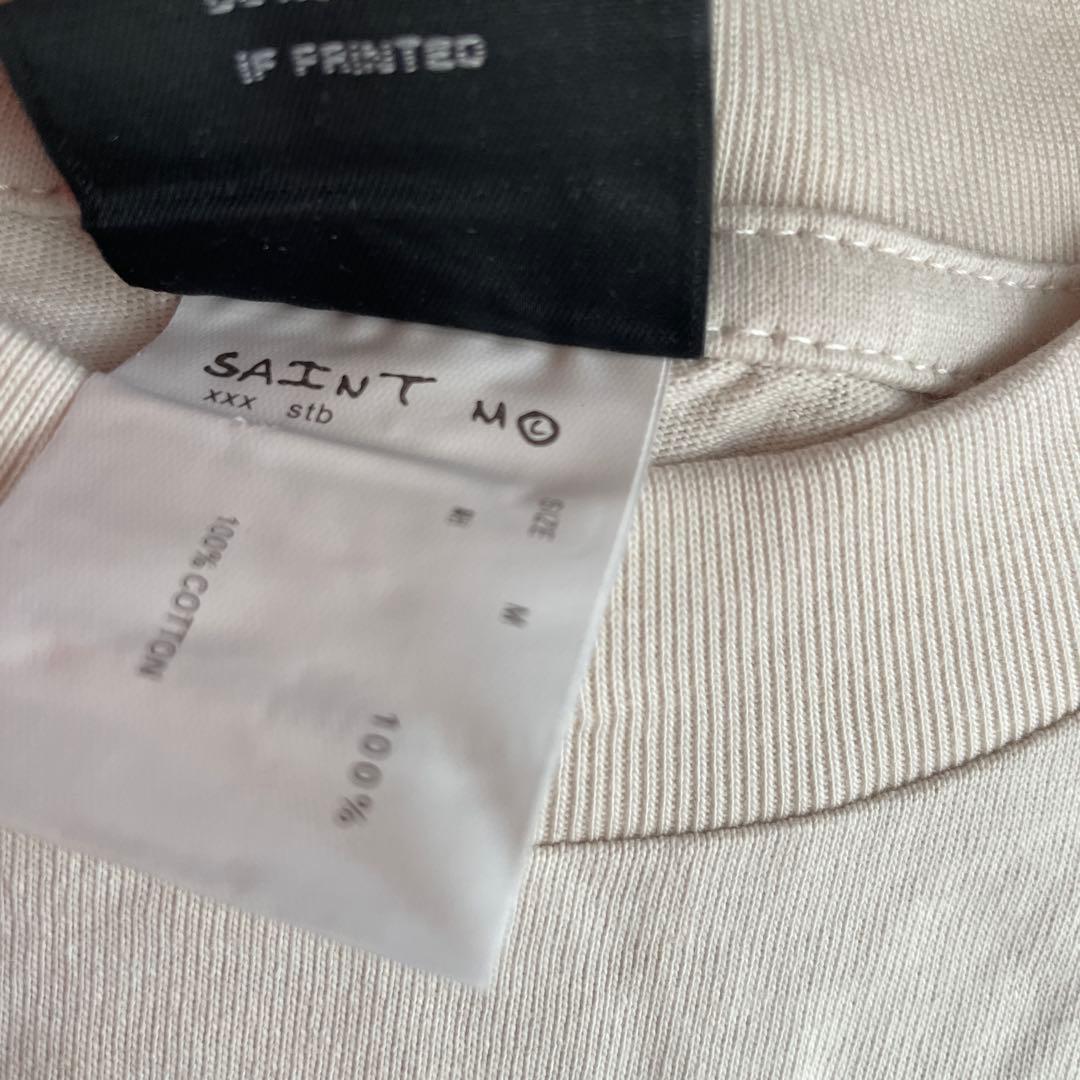 IF PRINTED
SAINT M©
xxx stb
SIZE M
100% COTTON
100%